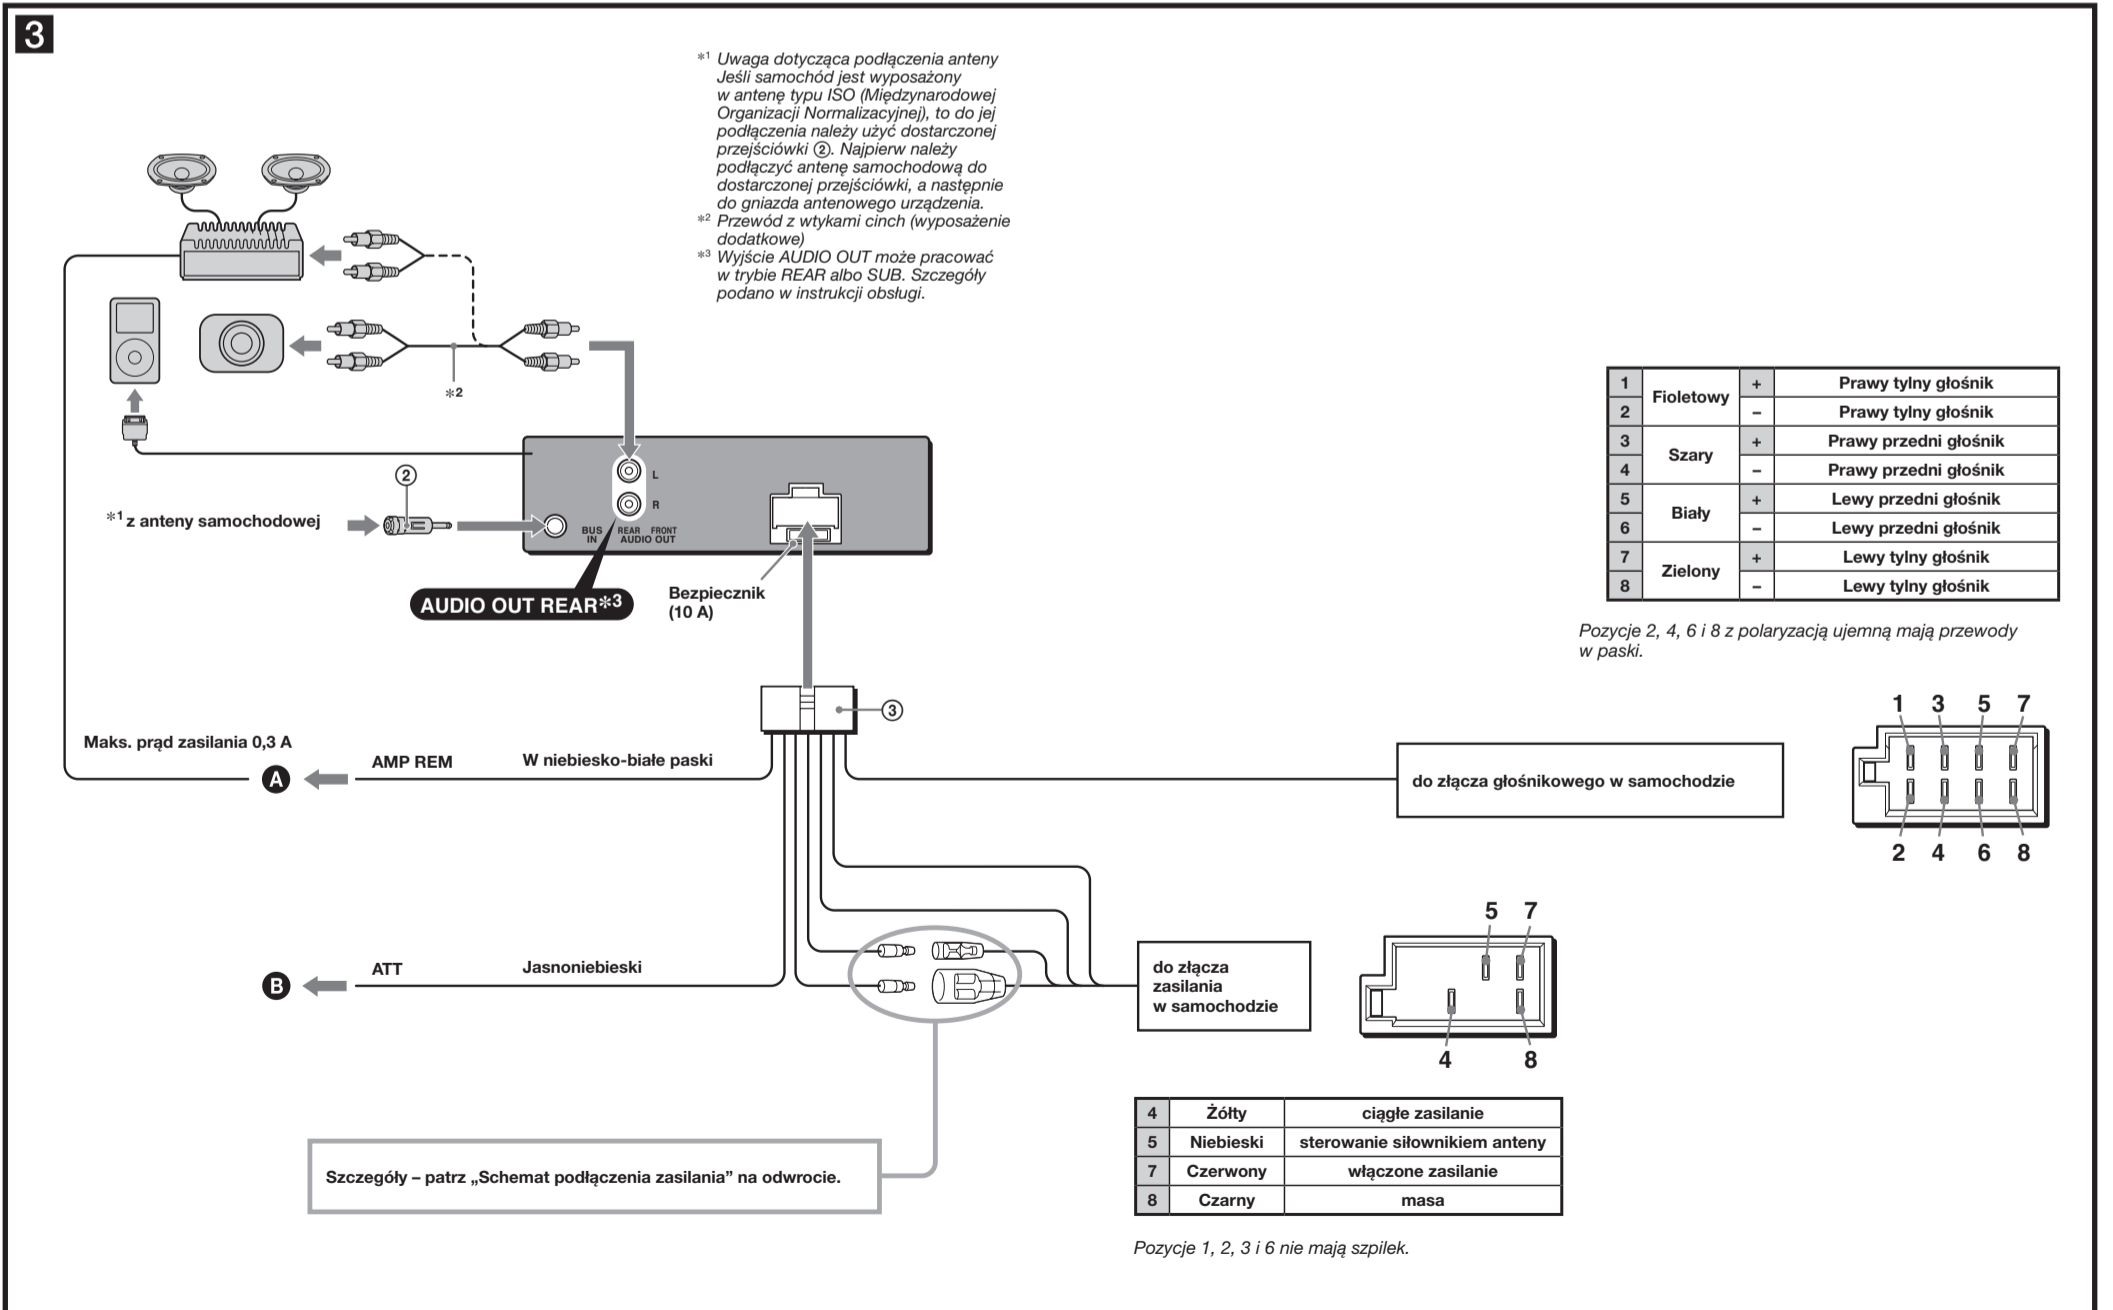 3
*1 Uwaga dotycząca podłączenia anteny
Jeśli samochód jest wyposażony
w antenę typu ISO (Międzynarodowej
Organizacji Normalizacyjnej), to do jej
podłączenia należy użyć dostarczonej
przejściówki ②. Najpierw należy
podłączyć antenę samochodową do
dostarczonej przejściówki, a następnie
do gniazda antenowego urządzenia.
*2 Przewód z wtykami cinch (wyposażenie
dodatkowe)
*3 Wyjście AUDIO OUT może pracować
w trybie REAR albo SUB. Szczegóły
podano w instrukcji obsługi.
*2
②
*1 z anteny samochodowej
L
R
BUS IN
REAR FRONT
AUDIO OUT
AUDIO OUT REAR*3
Bezpiecznik
(10 A)
1 Fioletowy + Prawy tylny głośnik
2 – Prawy tylny głośnik
3 Szary + Prawy przedni głośnik
4 – Prawy przedni głośnik
5 Biały + Lewy przedni głośnik
6 – Lewy przedni głośnik
7 Zielony + Lewy tylny głośnik
8 – Lewy tylny głośnik
Pozycje 2, 4, 6 i 8 z polaryzacją ujemną mają przewody
w paski.
③
Maks. prąd zasilania 0,3 A
A
AMP REM
W niebiesko-białe paski
do złącza głośnikowego w samochodzie
1 3 5 7
2 4 6 8
B
ATT
Jasnoniebieski
do złącza
zasilania
w samochodzie
5 7
4 8
Szczegóły – patrz „Schemat podłączenia zasilania” na odwrocie.
4 Żółty ciągłe zasilanie
5 Niebieski sterowanie siłownikiem anteny
7 Czerwony włączone zasilanie
8 Czarny masa
Pozycje 1, 2, 3 i 6 nie mają szpilek.